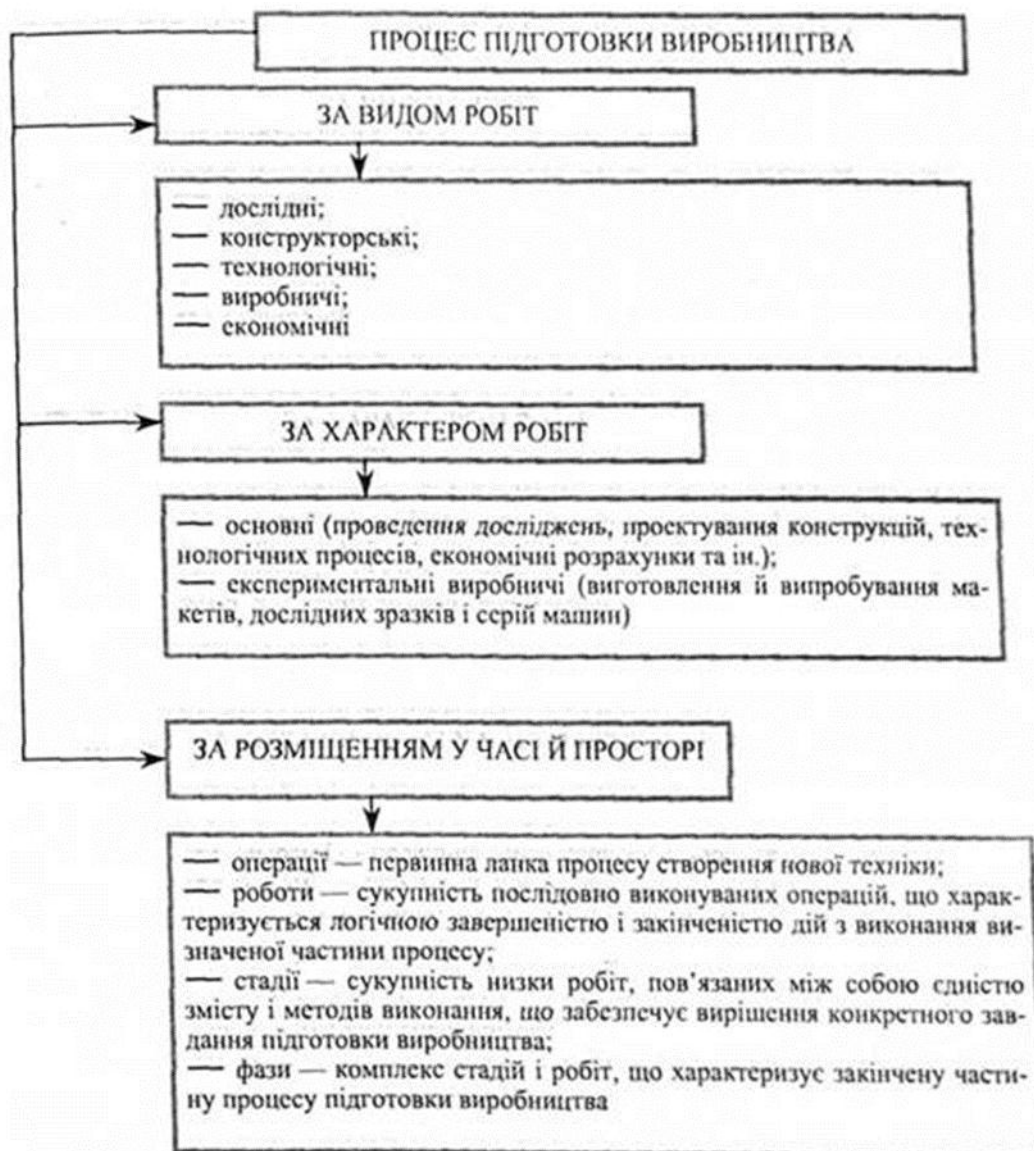 ПРОЦЕС ПІДГОТОВКИ ВИРОБНИЦТВА
ЗА ВИДОМ РОБІТ
— дослідні;
— конструкторські;
— технологічні;
— виробничі;
— економічні
ЗА ХАРАКТЕРОМ РОБІТ
— основні (проведення досліджень, проектування конструкцій, тех-
нологічних процесів, економічні розрахунки та ін.);
— експериментальні виробничі (виготовлення й випробування ма-
кетів, дослідних зразків і серій машин)
ЗА РОЗМІЩЕННЯМ У ЧАСІ Й ПРОСТОРІ
— операції — первинна ланка процесу створення нової техніки;
— роботи — сукупність послідовно виконуваних операцій, що харак-
теризується логічною завершеністю і закінченістю дій з виконання ви-
значеної частини процесу;
— стадії — сукупність низки робіт, пов’язаних між собою єдністю
змісту і методів виконання, що забезпечує вирішення конкретного зав-
дання підготовки виробництва;
— фази — комплекс стадій і робіт, що характеризує закінчену части-
ну процесу підготовки виробництва